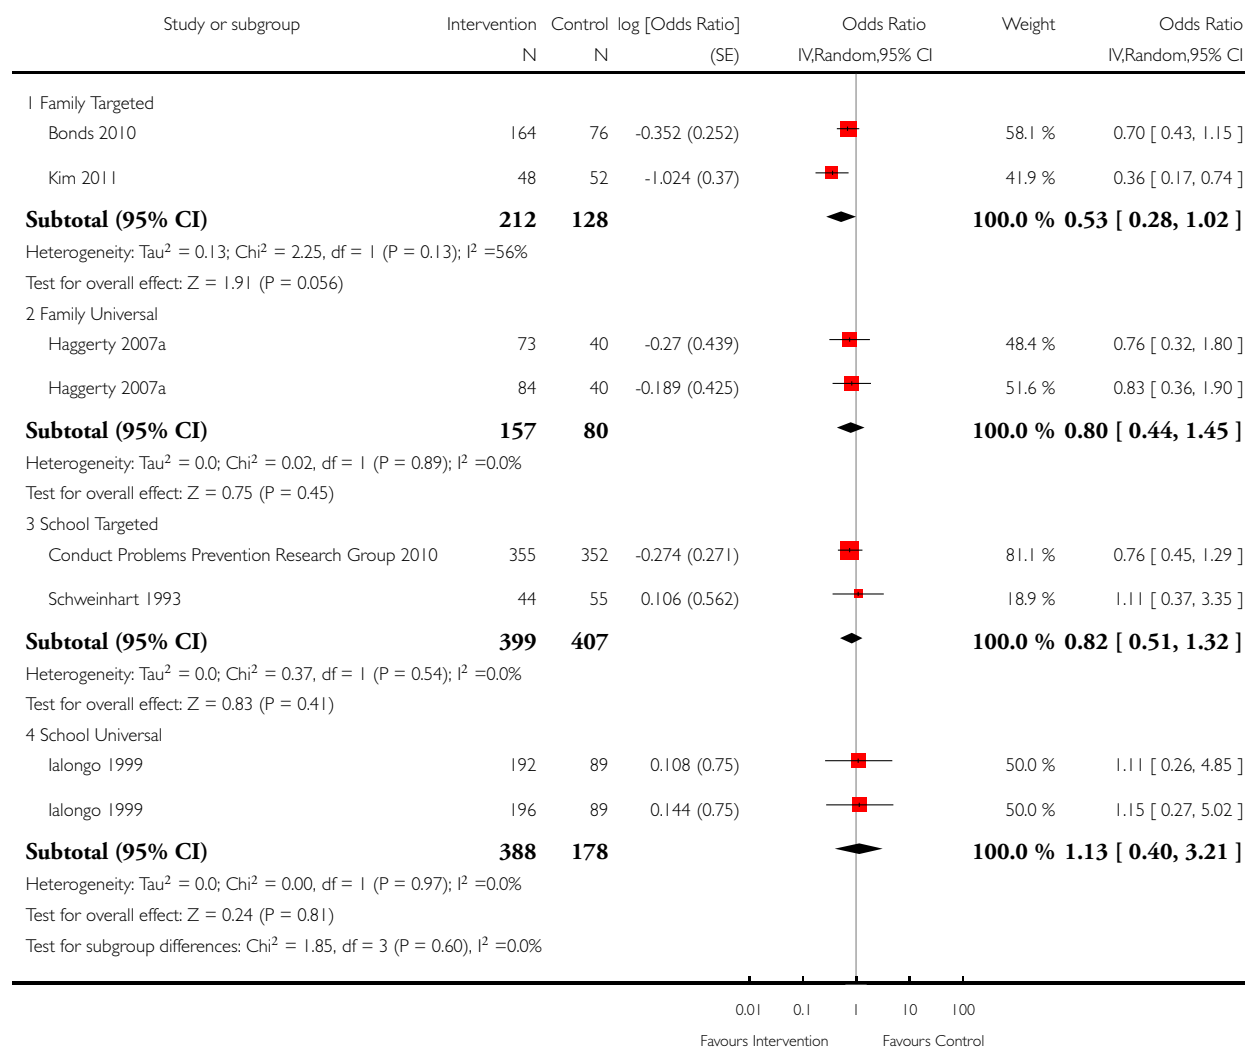 Study or subgroup Intervention Control log [Odds Ratio] Odds Ratio Weight Odds Ratio
N N (SE) IV,Random,95% CI IV,Random,95% CI
1 Family Targeted
Bonds 2010 164 76 -0.352 (0.252) 58.1 % 0.70 [ 0.43, 1.15 ]
Kim 2011 48 52 -1.024 (0.37) 41.9 % 0.36 [ 0.17, 0.74 ]
Subtotal (95% CI) 212 128 100.0 % 0.53 [ 0.28, 1.02 ]
Heterogeneity: Tau² = 0.13; Chi² = 2.25, df = 1 (P = 0.13); I² =56%
Test for overall effect: Z = 1.91 (P = 0.056)
2 Family Universal
Haggerty 2007a 73 40 -0.27 (0.439) 48.4 % 0.76 [ 0.32, 1.80 ]
Haggerty 2007a 84 40 -0.189 (0.425) 51.6 % 0.83 [ 0.36, 1.90 ]
Subtotal (95% CI) 157 80 100.0 % 0.80 [ 0.44, 1.45 ]
Heterogeneity: Tau² = 0.0; Chi² = 0.02, df = 1 (P = 0.89); I² =0.0%
Test for overall effect: Z = 0.75 (P = 0.45)
3 School Targeted
Conduct Problems Prevention Research Group 2010 355 352 -0.274 (0.271) 81.1 % 0.76 [ 0.45, 1.29 ]
Schweinhart 1993 44 55 0.106 (0.562) 18.9 % 1.11 [ 0.37, 3.35 ]
Subtotal (95% CI) 399 407 100.0 % 0.82 [ 0.51, 1.32 ]
Heterogeneity: Tau² = 0.0; Chi² = 0.37, df = 1 (P = 0.54); I² =0.0%
Test for overall effect: Z = 0.83 (P = 0.41)
4 School Universal
Ialongo 1999 192 89 0.108 (0.75) 50.0 % 1.11 [ 0.26, 4.85 ]
Ialongo 1999 196 89 0.144 (0.75) 50.0 % 1.15 [ 0.27, 5.02 ]
Subtotal (95% CI) 388 178 100.0 % 1.13 [ 0.40, 3.21 ]
Heterogeneity: Tau² = 0.0; Chi² = 0.00, df = 1 (P = 0.97); I² =0.0%
Test for overall effect: Z = 0.24 (P = 0.81)
Test for subgroup differences: Chi² = 1.85, df = 3 (P = 0.60), I² =0.0%
0.01 0.1 1 10 100
Favours Intervention Favours Control